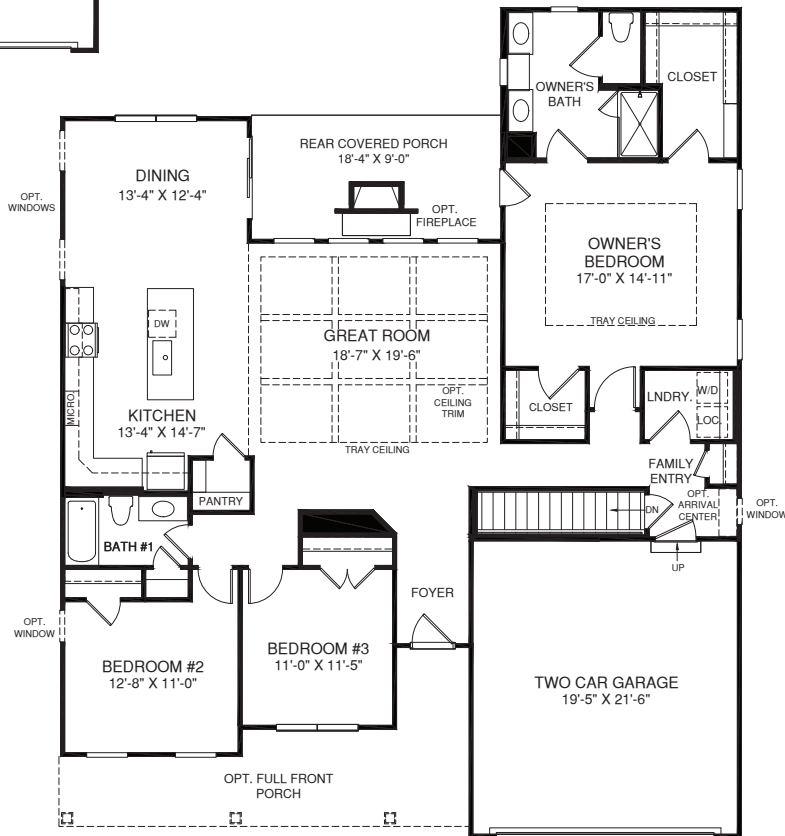 CLOSET
OWNER'S
BATH
REAR COVERED PORCH
18'-4" X 9'-0"
DINING
13'-4" X 12'-4"
OPT.
WINDOWS
OPT.
FIREPLACE
OWNER'S
BEDROOM
17'-0" X 14'-11"
TRAY CEILING
DW
GREAT ROOM
18'-7" X 19'-6"
OPT.
CEILING
TRIM
TRAY CEILING
MICRO.
KITCHEN
13'-4" X 14'-7"
CLOSET
LNDRY.
W/D
LOC.
PANTRY
FAMILY
ENTRY
OPT.
ARRIVAL
CENTER
OPT.
WINDOW
DN
UP
BATH #1
FOYER
OPT.
WINDOW
BEDROOM #2
12'-8" X 11'-0"
BEDROOM #3
11'-0" X 11'-5"
TWO CAR GARAGE
19'-5" X 21'-6"
OPT. FULL FRONT
PORCH